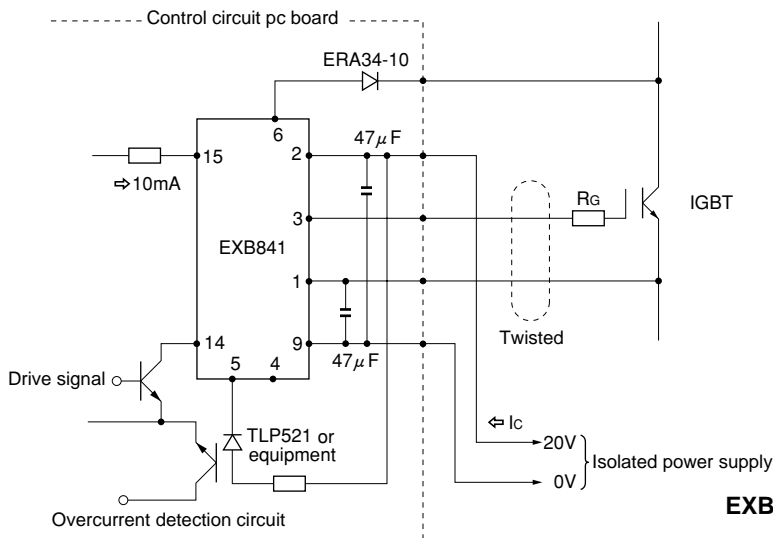 Control circuit pc board
ERA34-10
6
47μF
15
2
⇨10mA
RG
IGBT
3
EXB841
1
Twisted
14
9
5
4
47μF
Drive signal
TLP521 or
equipment
⇦ IC
20V
Isolated power supply
0V
EXB
Overcurrent detection circuit